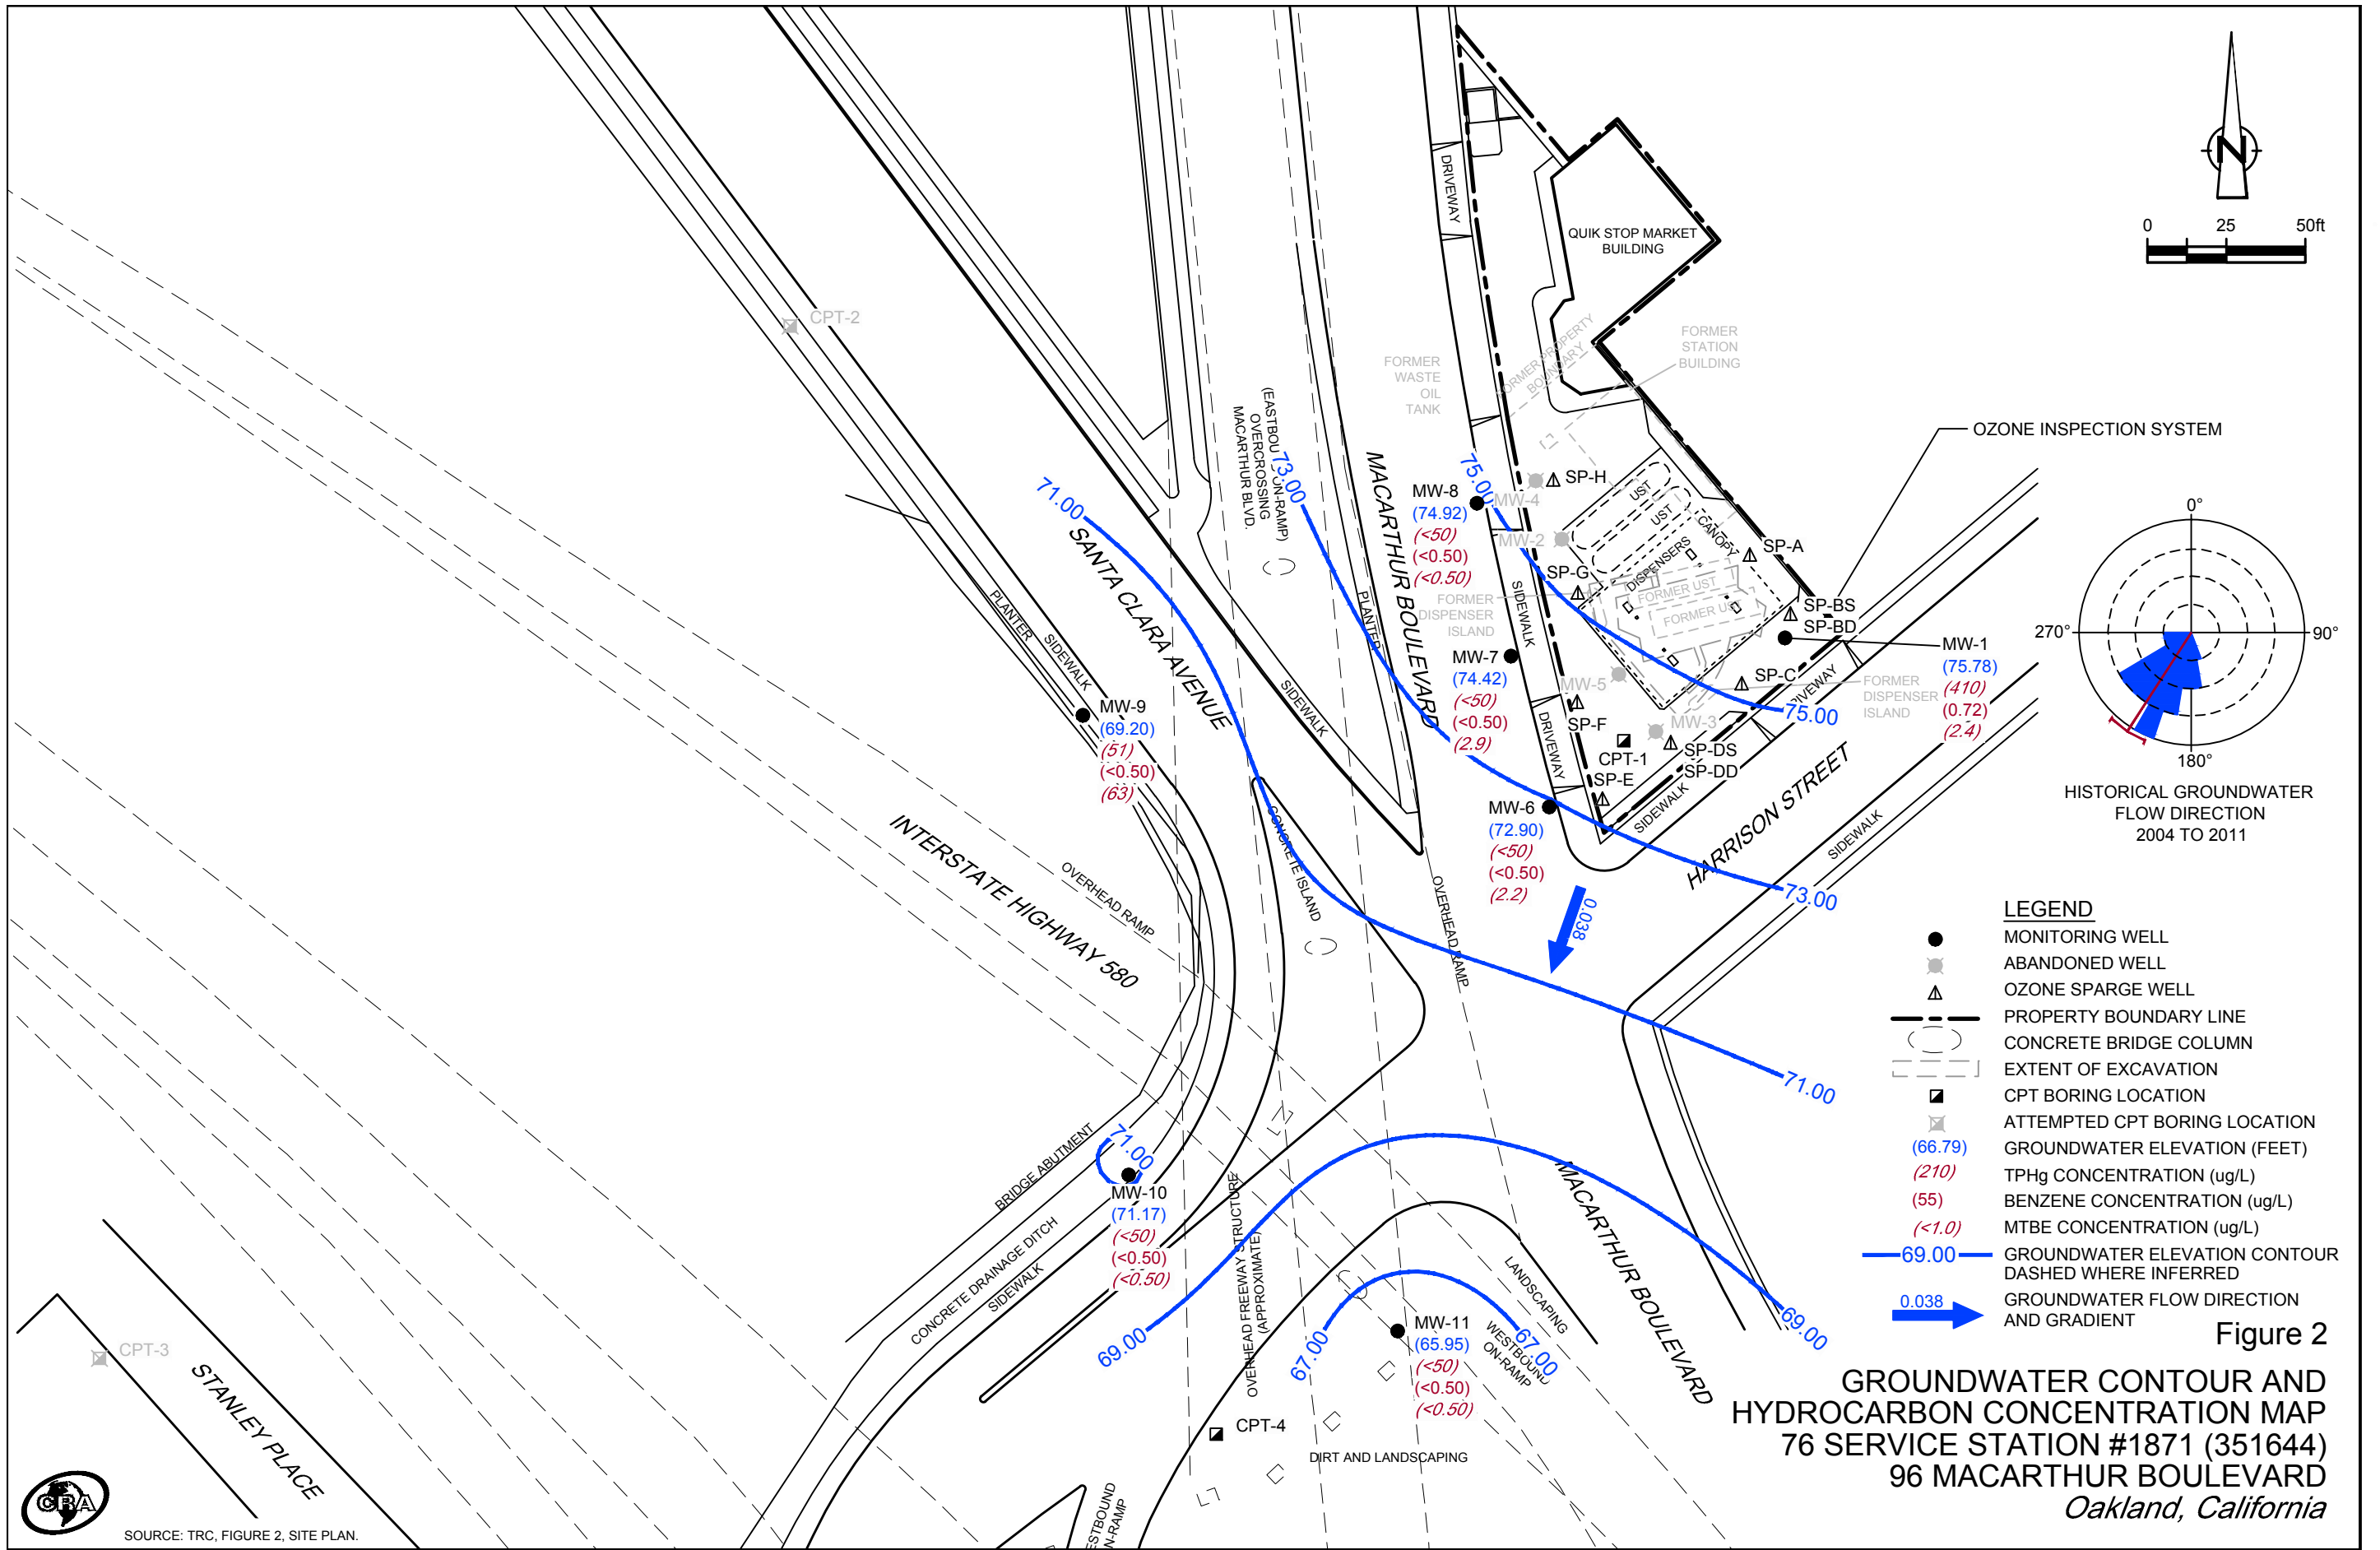 N
0 25 50ft
DRIVEWAY
QUIK STOP MARKET
BUILDING
CPT-2
FORMER
STATION
BUILDING
FORMER PROPERTY
BOUNDARY
FORMER
WASTE
OIL
TANK
(EASTBOUND ON-RAMP)
OVERCROSSING
MACARTHUR BLVD.
OZONE INSPECTION SYSTEM
71.00
73.00
75.00
MACARTHUR BOULEVARD
SANTA CLARA AVENUE
MW-8
(74.92)
(<50)
(<0.50)
(<0.50)
MW-4
SP-H
UST
UST
CANOPY
DISPENSERS
MW-2
SP-A
SP-G
FORMER UST
FORMER UST
FORMER
DISPENSER
ISLAND
SIDEWALK
PLANTER
SP-BS
SP-BD
MW-1
(75.78)
(410)
(0.72)
(2.4)
0°
90°
180°
270°
HISTORICAL GROUNDWATER
FLOW DIRECTION
2004 TO 2011
MW-7
(74.42)
(<50)
(<0.50)
(2.9)
MW-5
SP-C
DRIVEWAY
FORMER
DISPENSER
ISLAND
75.00
SP-F
MW-3
CPT-1
SP-DS
SP-DD
SP-E
DRIVEWAY
SIDEWALK
HARRISON STREET
SIDEWALK
PLANTER
SIDEWALK
SIDEWALK
MW-9
(69.20)
(51)
(<0.50)
(63)
MW-6
(72.90)
(<50)
(<0.50)
(2.2)
CONCRETE ISLAND
INTERSTATE HIGHWAY 580
OVERHEAD RAMP
OVERHEAD RAMP
0.038
73.00
71.00
LEGEND
MONITORING WELL
ABANDONED WELL
OZONE SPARGE WELL
PROPERTY BOUNDARY LINE
CONCRETE BRIDGE COLUMN
EXTENT OF EXCAVATION
CPT BORING LOCATION
ATTEMPTED CPT BORING LOCATION
(66.79) GROUNDWATER ELEVATION (FEET)
(210) TPHg CONCENTRATION (ug/L)
(55) BENZENE CONCENTRATION (ug/L)
(<1.0) MTBE CONCENTRATION (ug/L)
69.00 GROUNDWATER ELEVATION CONTOUR
DASHED WHERE INFERRED
0.038 GROUNDWATER FLOW DIRECTION
AND GRADIENT
71.00
BRIDGE ABUTMENT
MW-10
(71.17)
(<50)
(<0.50)
(<0.50)
CONCRETE DRAINAGE DITCH
SIDEWALK
OVERHEAD FREEWAY STRUCTURE
(APPROXIMATE)
MACARTHUR BOULEVARD
LANDSCAPING
WESTBOUND
ON-RAMP
69.00
69.00
67.00
67.00
MW-11
(65.95)
(<50)
(<0.50)
(<0.50)
CPT-3
STANLEY PLACE
CPT-4
DIRT AND LANDSCAPING
ESTBOUND
N-RAMP
Figure 2
GROUNDWATER CONTOUR AND
HYDROCARBON CONCENTRATION MAP
76 SERVICE STATION #1871 (351644)
96 MACARTHUR BOULEVARD
Oakland, California
CRA
SOURCE: TRC, FIGURE 2, SITE PLAN.